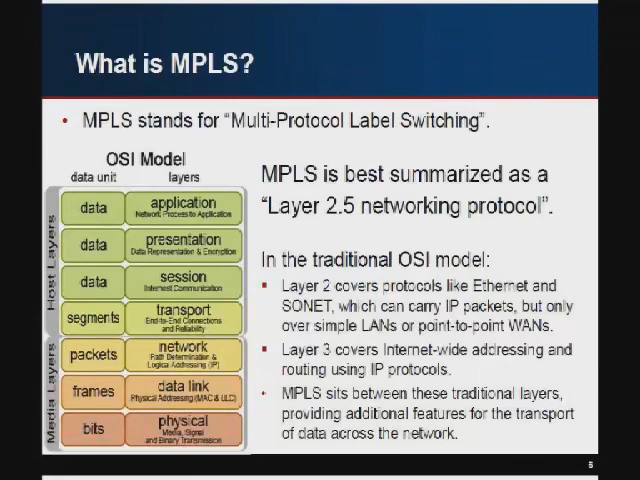 What is MPLS?
• MPLS stands for “Multi-Protocol Label Switching”.
OSI Model
data unit layers
Host Layers
data application
Network Process to Application
data presentation
Data Representation & Encryption
data session
Interhost Communication
segments transport
End-to-End Connections
and Reliability
Media Layers
packets network
Path Determination &
Logical Addressing (IP)
frames data link
Physical Addressing (MAC & LLC)
bits physical
Media, Signal
and Binary Transmission
MPLS is best summarized as a
“Layer 2.5 networking protocol”.
In the traditional OSI model:
▪ Layer 2 covers protocols like Ethernet and
SONET, which can carry IP packets, but only
over simple LANs or point-to-point WANs.
▪ Layer 3 covers Internet-wide addressing and
routing using IP protocols.
• MPLS sits between these traditional layers,
providing additional features for the transport
of data across the network.